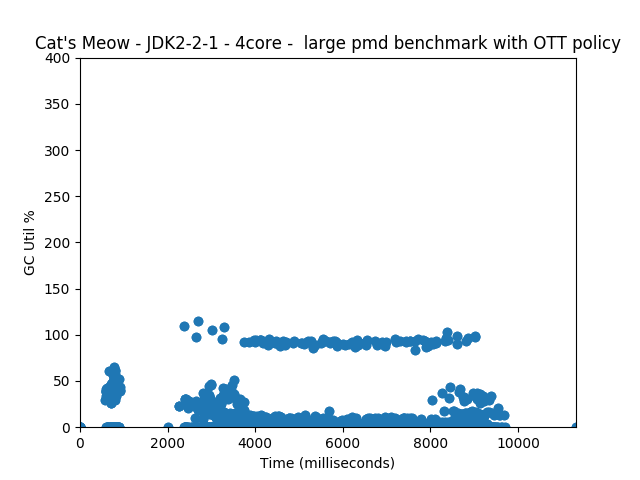 Cat's Meow - JDK2-2-1 - 4core -  large pmd benchmark with OTT policy
400
350
300
250
200
150
100
50
0
GC Util %
0 2000 4000 6000 8000 10000
Time (milliseconds)